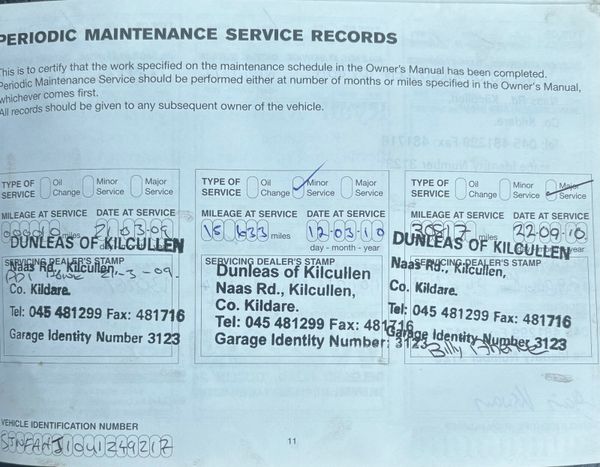 PERIODIC MAINTENANCE SERVICE RECORDS
This is to certify that the work specified on the maintenance schedule in the Owner's Manual has been completed.
Periodic Maintenance Service should be performed either at number of months or miles specified in the Owner's Manual,
whichever comes first.
All records should be given to any subsequent owner of the vehicle.
TYPE OF SERVICE Oil Change Minor Service Major Service
MILEAGE AT SERVICE DATE AT SERVICE
000010 miles 21-03-09
DUNLEAS OF KILCULLEN
SERVICING DEALER'S STAMP
Naas Rd., Kilcullen,
PDI 21-3-09.
Co. Kildare.
Tel: 045 481299 Fax: 481716
Garage Identity Number 3123
TYPE OF SERVICE Oil Change Minor Service Major Service
MILEAGE AT SERVICE DATE AT SERVICE
15 633 miles 12-03-10
day - month - year
SERVICING DEALER'S STAMP
Dunleas of Kilcullen
Naas Rd., Kilcullen,
Co. Kildare.
Tel: 045 481299 Fax: 481716
Garage Identity Number: 3123
TYPE OF SERVICE Oil Change Minor Service Major Service
MILEAGE AT SERVICE DATE AT SERVICE
30817 miles 22-09-10
year
DUNLEAS OF KILCULLEN
SERVICING DEALER'S STAMP
Naas Rd., Kilcullen,
Co. Kildare.
Tel: 045 481299 Fax: 481716
Garage Identity Number 3123
Billy
VEHICLE IDENTIFICATION NUMBER
11